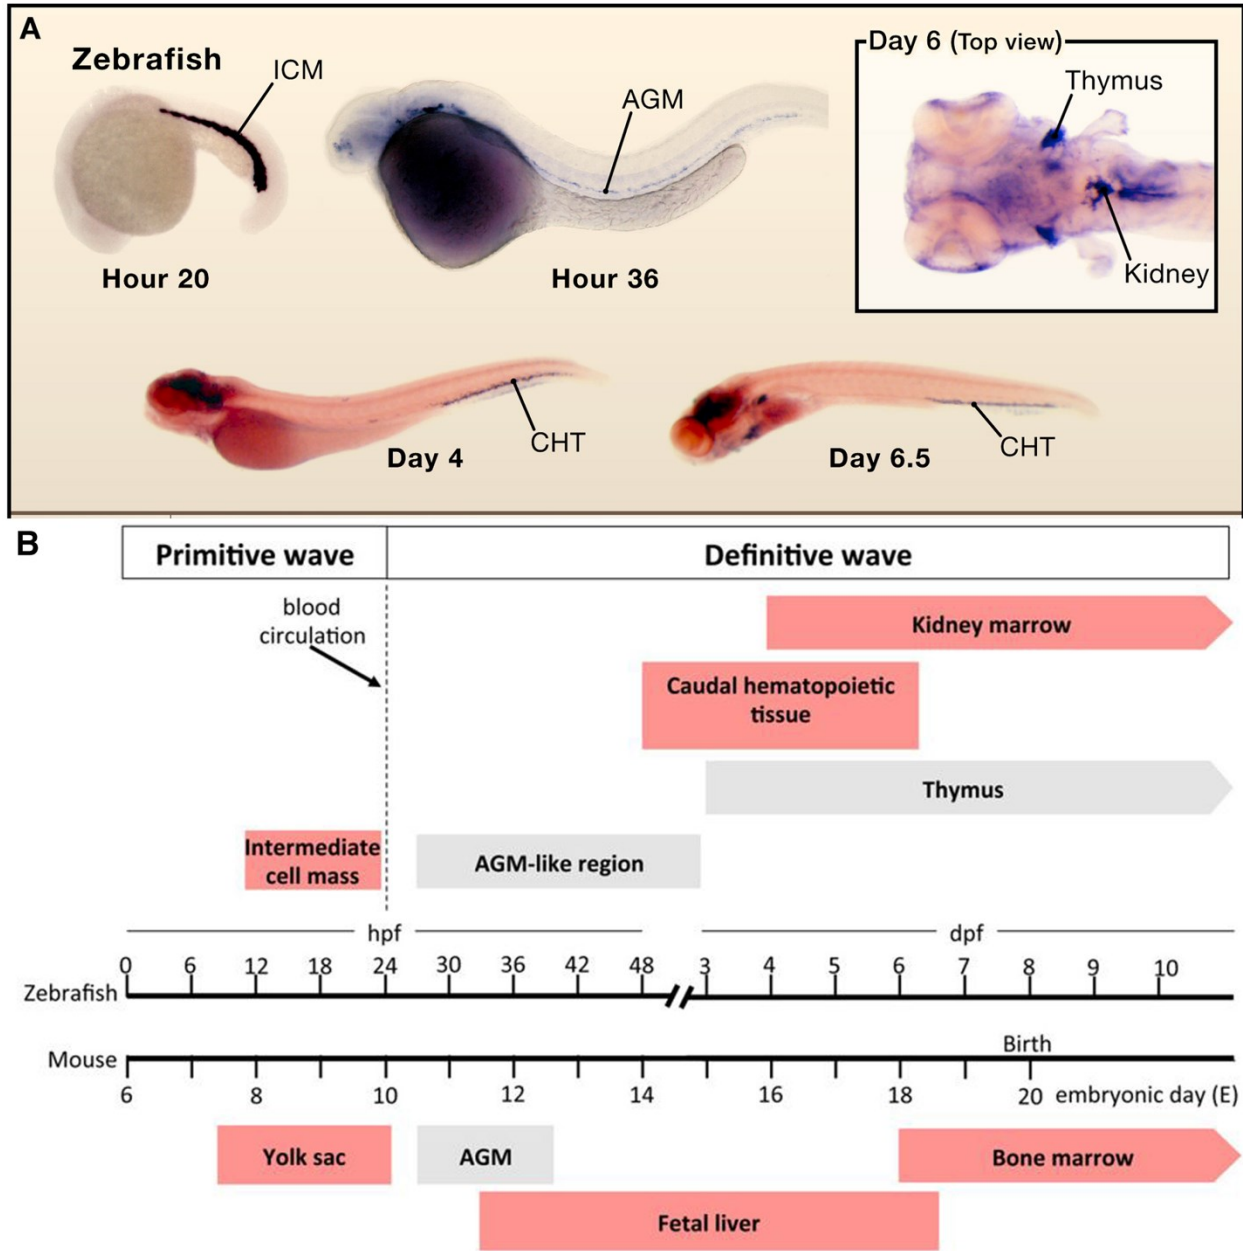 A
Zebrafish
ICM
Hour 20
AGM
Hour 36
Day 6 (Top view)
Thymus
Kidney
CHT
Day 4
CHT
Day 6.5
B
Primitive wave
Definitive wave
blood
circulation
Kidney marrow
Caudal hematopoietic
tissue
Thymus
Intermediate
cell mass
AGM-like region
hpf
dpf
0 6 12 18 24 30 36 42 48 3 4 5 6 7 8 9 10
Zebrafish
Birth
Mouse
6 8 10 12 14 16 18 20 embryonic day (E)
Yolk sac
AGM
Bone marrow
Fetal liver